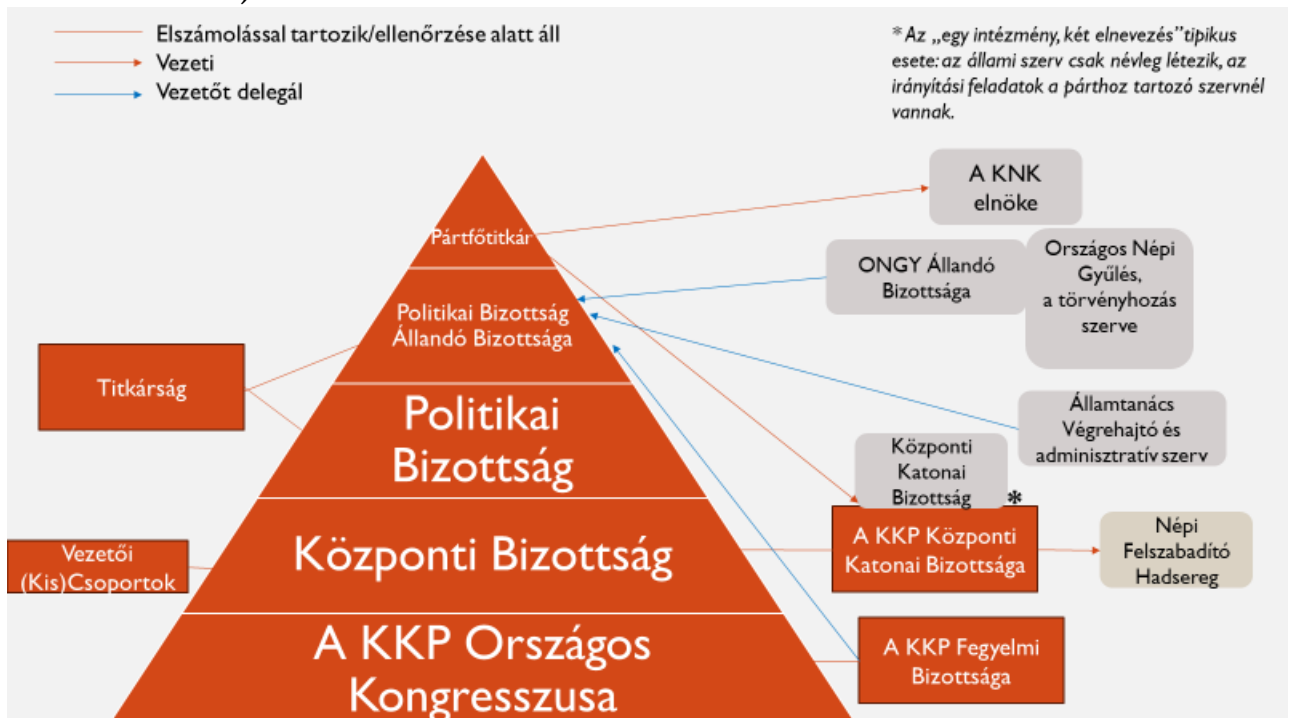 Elszámolással tartozik/ellenőrzése alatt áll
Vezeti
Vezetőt delegál
* Az „egy intézmény, két elnevezés” tipikus
esete: az állami szerv csak névleg létezik, az
irányítási feladatok a párthoz tartozó szervnél
vannak.
A KNK
elnöke
Pártfőtitkár
ONGY Állandó
Bizottsága
Országos Népi
Gyűlés,
a törvényhozás
szerve
Politikai Bizottság
Állandó Bizottsága
Titkárság
Államtanács
Végrehajtó és
adminisztratív szerv
Politikai
Bizottság
Központi
Katonai
Bizottság
*
Vezetői
(Kis)Csoportok
Központi Bizottság
A KKP Központi
Katonai Bizottsága
Népi
Felszabadító
Hadsereg
A KKP Országos
Kongresszusa
A KKP Fegyelmi
Bizottsága